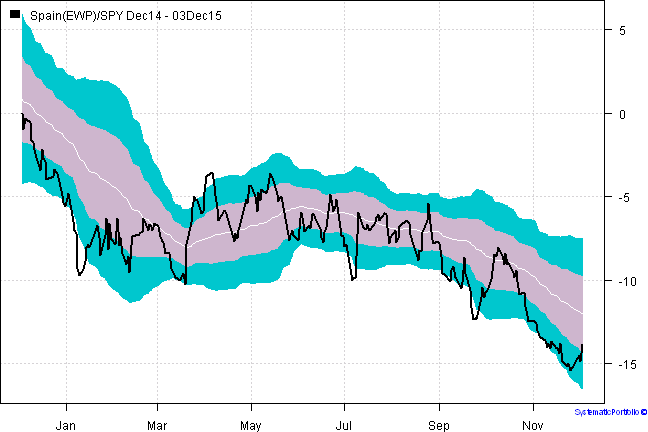 Spain(EWP)/SPY Dec14 - 03Dec15
5
0
-5
-10
-15
Jan Mar May Jul Sep Nov
SystematicPortfolio ©